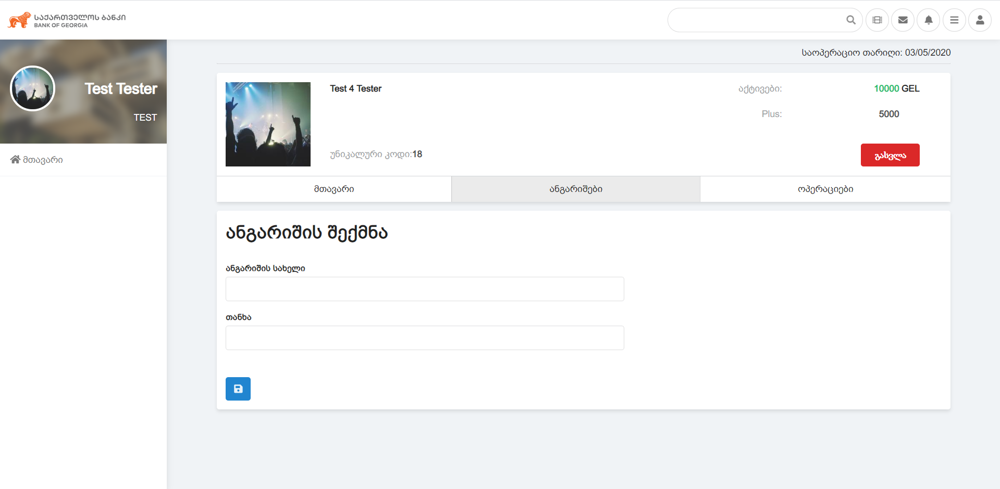 საქართველოს ბანკი
BANK OF GEORGIA
Test Tester
TEST
მთავარი
საოპერაციო თარიღი: 03/05/2020
Test 4 Tester
აქტივები:
10000 GEL
Plus:
5000
უნიკალური კოდი:18
გასვლა
მთავარი
ანგარიშები
ოპერაციები
ანგარიშის შექმნა
ანგარიშის სახელი
თანხა